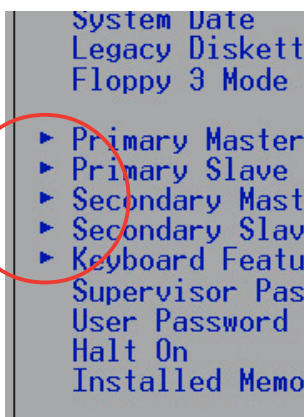 System Date
Legacy Diskett
Floppy 3 Mode
Primary Master
Primary Slave
Secondary Mast
Secondary Slav
Keyboard Featu
Supervisor Pas
User Password
Halt On
Installed Memo